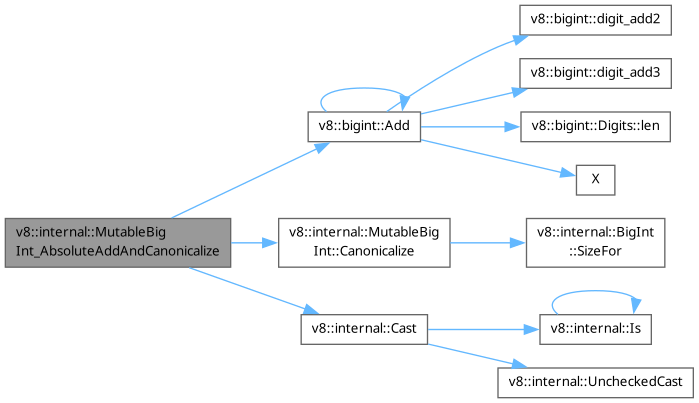 v8::bigint::digit_add2
v8::bigint::digit_add3
v8::bigint::Add
v8::bigint::Digits::len
X
v8::internal::MutableBig
Int_AbsoluteAddAndCanonicalize
v8::internal::MutableBig
Int::Canonicalize
v8::internal::BigInt
::SizeFor
v8::internal::Cast
v8::internal::Is
v8::internal::UncheckedCast